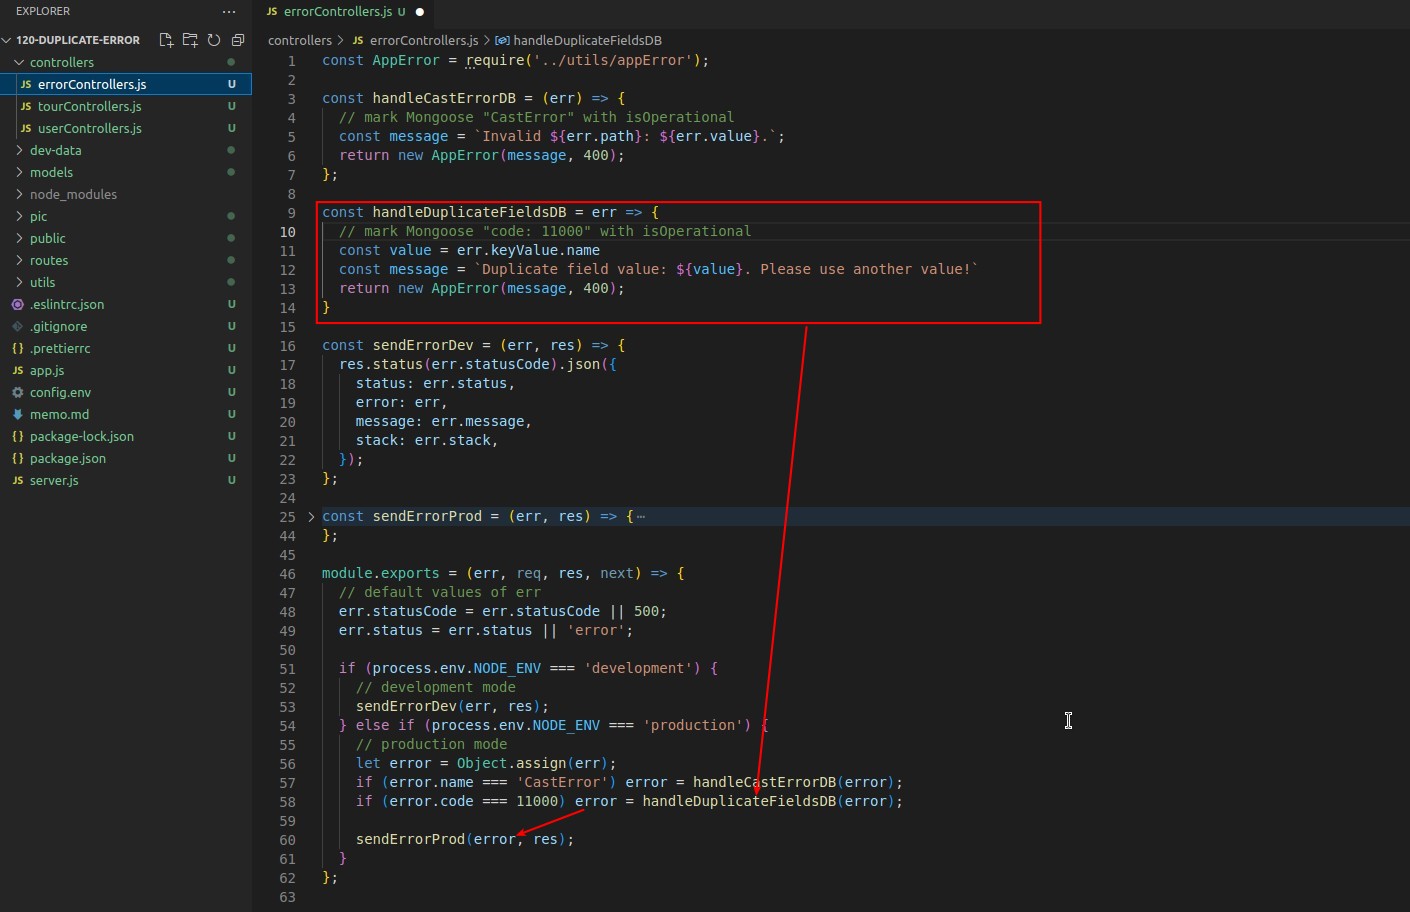 EXPLORER ···
120-DUPLICATE-ERROR
controllers
JS errorControllers.js U
JS tourControllers.js U
JS userControllers.js U
dev-data
models
node_modules
pic
public
routes
utils
.eslintrc.json U
.gitignore U
{} .prettierrc U
JS app.js U
config.env U
memo.md U
{} package-lock.json U
{} package.json U
JS server.js U
JS errorControllers.js U
controllers > JS errorControllers.js > handleDuplicateFieldsDB
1 const AppError = require('../utils/appError');
2
3 const handleCastErrorDB = (err) => {
4 // mark Mongoose "CastError" with isOperational
5 const message = `Invalid ${err.path}: ${err.value}.`;
6 return new AppError(message, 400);
7 };
8
9 const handleDuplicateFieldsDB = err => {
10 // mark Mongoose "code: 11000" with isOperational
11 const value = err.keyValue.name
12 const message = `Duplicate field value: ${value}. Please use another value!`
13 return new AppError(message, 400);
14 }
15
16 const sendErrorDev = (err, res) => {
17 res.status(err.statusCode).json({
18 status: err.status,
19 error: err,
20 message: err.message,
21 stack: err.stack,
22 });
23 };
24
25 const sendErrorProd = (err, res) => {···
44 };
45
46 module.exports = (err, req, res, next) => {
47 // default values of err
48 err.statusCode = err.statusCode || 500;
49 err.status = err.status || 'error';
50
51 if (process.env.NODE_ENV === 'development') {
52 // development mode
53 sendErrorDev(err, res);
54 } else if (process.env.NODE_ENV === 'production') {
55 // production mode
56 let error = Object.assign(err);
57 if (error.name === 'CastError') error = handleCastErrorDB(error);
58 if (error.code === 11000) error = handleDuplicateFieldsDB(error);
59
60 sendErrorProd(error, res);
61 }
62 };
63